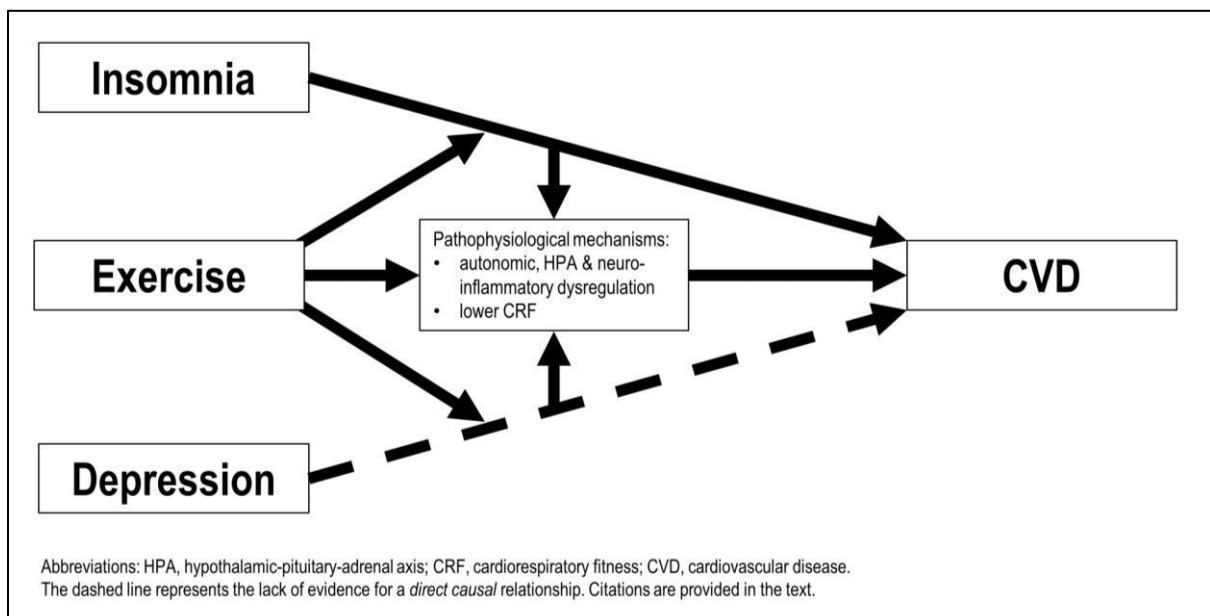 Insomnia
Pathophysiological mechanisms:
• autonomic, HPA & neuro-
inflammatory dysregulation
• lower CRF
Exercise
CVD
Depression
Abbreviations: HPA, hypothalamic-pituitary-adrenal axis; CRF, cardiorespiratory fitness; CVD, cardiovascular disease.
The dashed line represents the lack of evidence for a direct causal relationship. Citations are provided in the text.